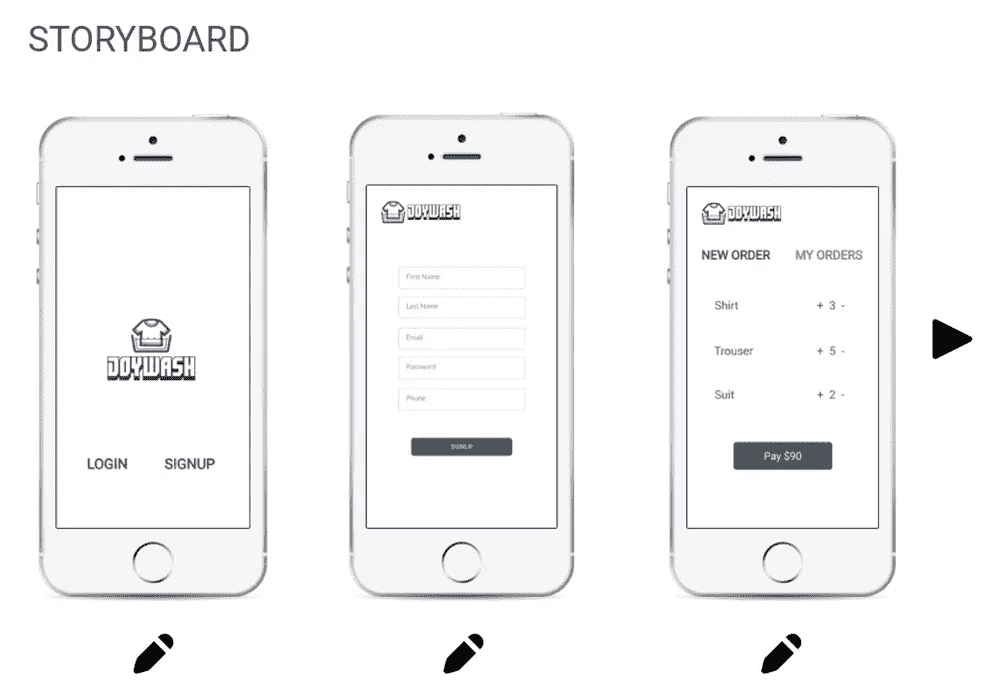 STORYBOARD
JOYWASH
LOGIN SIGNUP
JOYWASH
First Name
Last Name
Email
Password
Phone
SIGNUP
JOYWASH
NEW ORDER MY ORDERS
Shirt + 3 -
Trouser + 5 -
Suit + 2 -
Pay $90